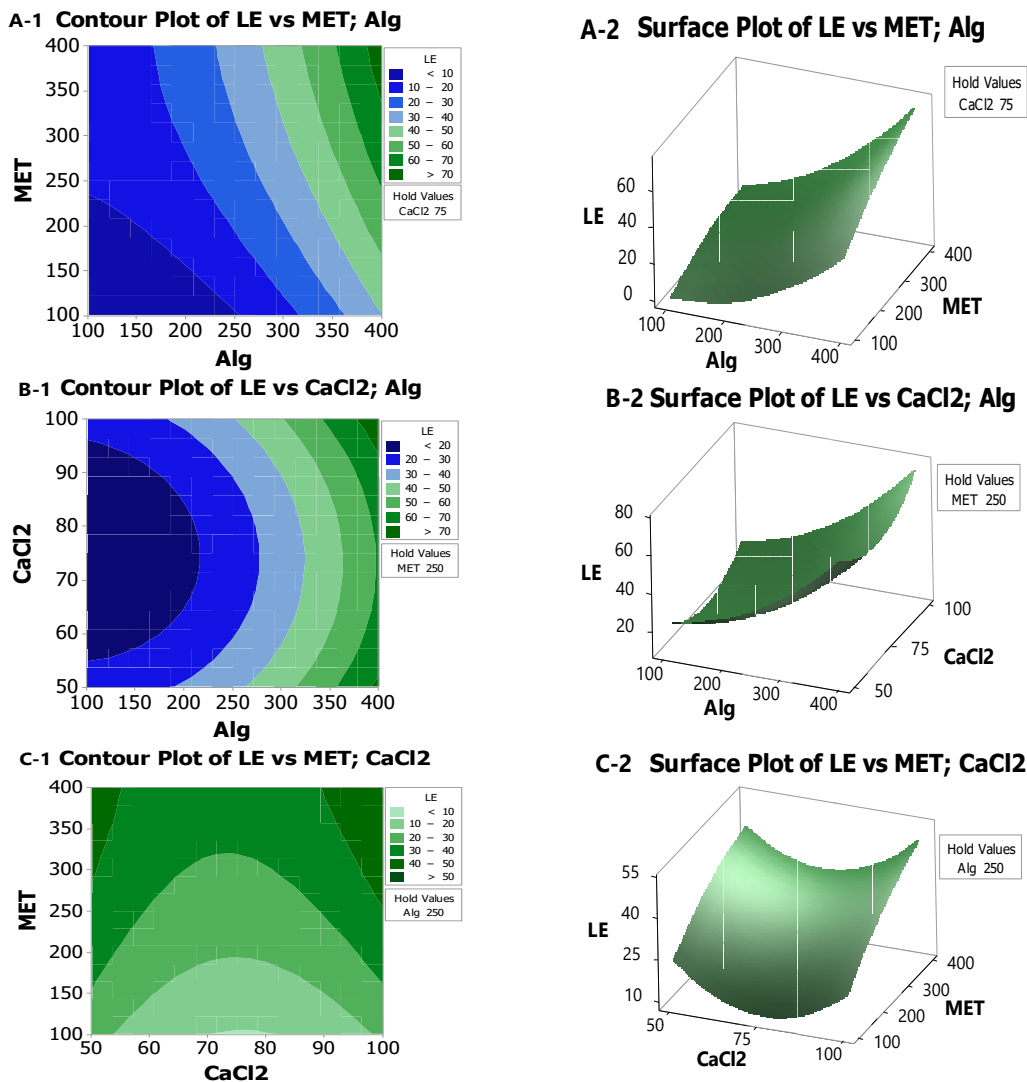 A-1 Contour Plot of LE vs MET; Alg
400
350
300
250
200
150
100
MET
100 150 200 250 300 350 400
Alg
LE
< 10
10 – 20
20 – 30
30 – 40
40 – 50
50 – 60
60 – 70
> 70
Hold Values
CaCl2 75
A-2 Surface Plot of LE vs MET; Alg
Hold Values
CaCl2 75
60
40
20
0
LE
100 200 300 400
Alg
400
300
200
100
MET
B-1 Contour Plot of LE vs CaCl2; Alg
100
90
80
70
60
50
CaCl2
100 150 200 250 300 350 400
Alg
LE
< 20
20 – 30
30 – 40
40 – 50
50 – 60
60 – 70
> 70
Hold Values
MET 250
B-2 Surface Plot of LE vs CaCl2; Alg
Hold Values
MET 250
80
60
40
20
LE
100 200 300 400
Alg
100
75
50
CaCl2
C-1 Contour Plot of LE vs MET; CaCl2
400
350
300
250
200
150
100
MET
50 60 70 80 90 100
CaCl2
LE
< 10
10 – 20
20 – 30
30 – 40
40 – 50
> 50
Hold Values
Alg 250
C-2 Surface Plot of LE vs MET; CaCl2
Hold Values
Alg 250
55
40
25
10
LE
50 75 100
CaCl2
400
300
200
100
MET